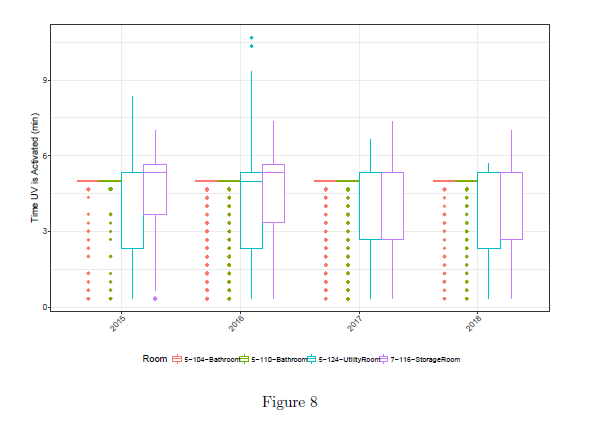 Time UV is Activated (min)
9
6
3
0
2015 2016 2017 2018
Room 5-104-Bathroom 5-110-Bathroom 5-124-UtilityRoom 7-116-StorageRoom
Figure 8